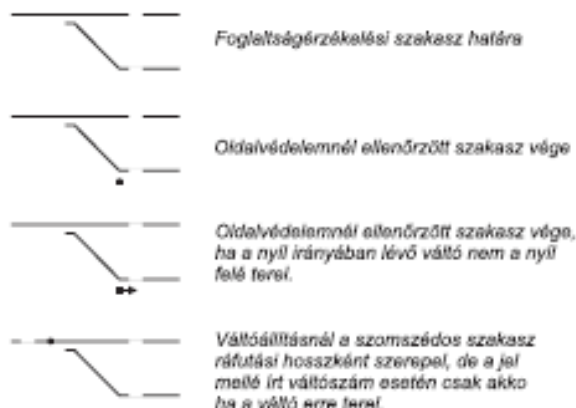 Foglaltságérzékelési szakasz határa
Oldalvédelemnél ellenőrzött szakasz vége
Oldalvédelemnél ellenőrzött szakasz vége,
ha a nyíl irányában lévő váltó nem a nyíl
felé terel.
Váltóállításnál a szomszédos szakasz
ráfutási hosszként szerepel, de a jel
mellé írt váltószám esetén csak akko
ha a váltó erre terel.